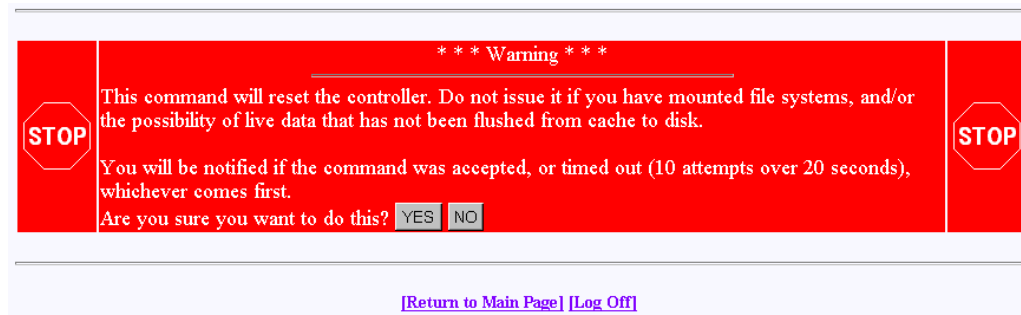 * * * Warning * * *
This command will reset the controller. Do not issue it if you have mounted file systems, and/or
the possibility of live data that has not been flushed from cache to disk.
STOP
STOP
You will be notified if the command was accepted, or timed out (10 attempts over 20 seconds),
whichever comes first.
Are you sure you want to do this? YES NO
[Return to Main Page] [Log Off]